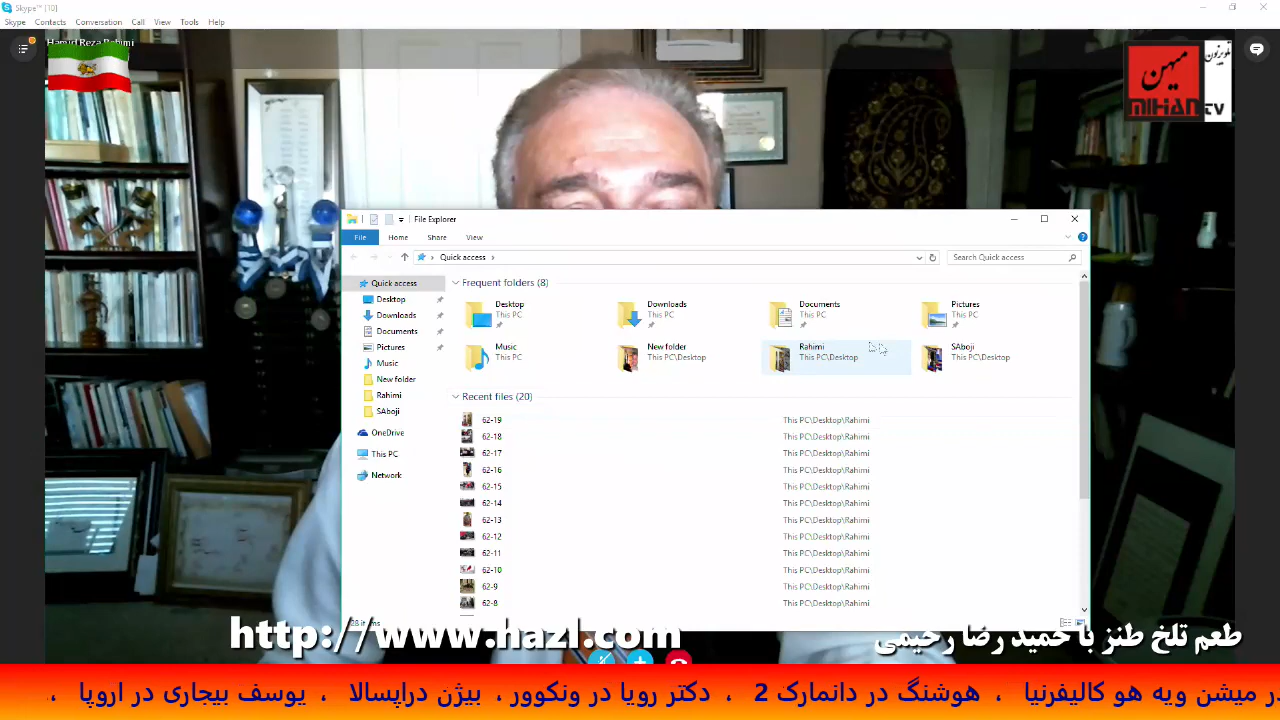 Skype™ [10]
Skype Contacts Conversation Call View Tools Help
Hamid Reza Rahimi
میهن
تلویزیون
MIHAN TV
File Explorer
File Home Share View
Quick access
Search Quick access
Quick access
Desktop
Downloads
Documents
Pictures
Music
New folder
Rahimi
SAboji
OneDrive
This PC
Network
Frequent folders (8)
Desktop
This PC
Downloads
This PC
Documents
This PC
Pictures
This PC
Music
This PC
New folder
This PC\Desktop
Rahimi
This PC\Desktop
SAboji
This PC\Desktop
Recent files (20)
62-19 This PC\Desktop\Rahimi
62-18 This PC\Desktop\Rahimi
62-17 This PC\Desktop\Rahimi
62-16 This PC\Desktop\Rahimi
62-15 This PC\Desktop\Rahimi
62-14 This PC\Desktop\Rahimi
62-13 This PC\Desktop\Rahimi
62-12 This PC\Desktop\Rahimi
62-11 This PC\Desktop\Rahimi
62-10 This PC\Desktop\Rahimi
62-9 This PC\Desktop\Rahimi
62-8 This PC\Desktop\Rahimi
http://www.hazl.com
طعم تلخ طنز با حمید رضا رحیمی
در میشن ویه هو کالیفرنیا ، هوشنگ در دانمارک 2 ، دکتر رویا در ونکوور ، بیژن دراپسالا ، یوسف بیجاری در اروپا ،